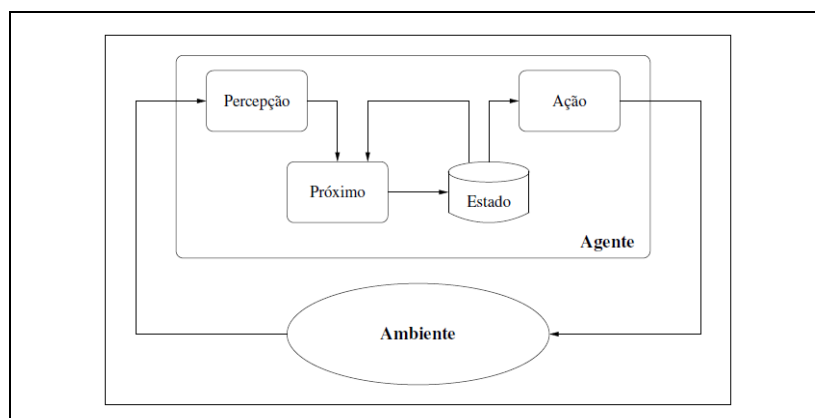 Percepção
Ação
Próximo
Estado
Agente
Ambiente